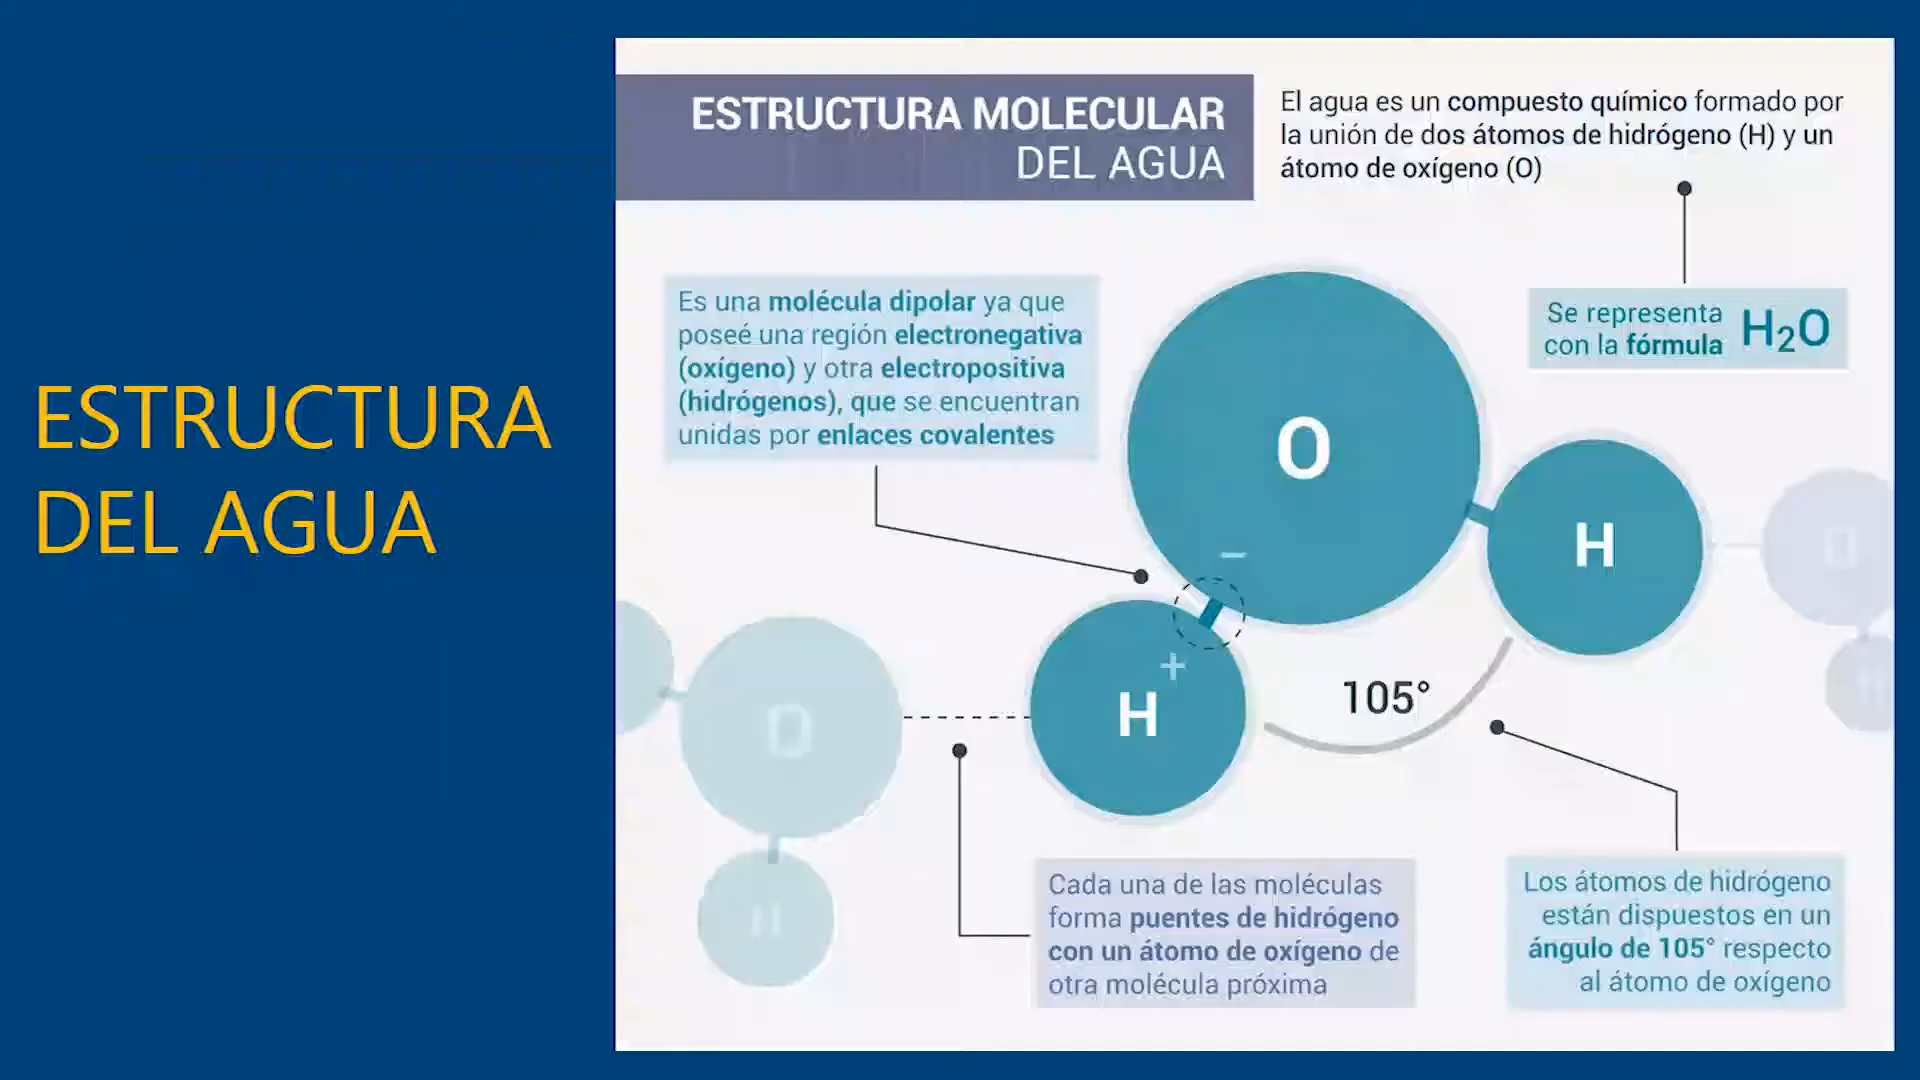 ESTRUCTURA
DEL AGUA
ESTRUCTURA MOLECULAR
DEL AGUA
El agua es un compuesto químico formado por
la unión de dos átomos de hidrógeno (H) y un
átomo de oxígeno (O)
Es una molécula dipolar ya que
poseé una región electronegativa
(oxígeno) y otra electropositiva
(hidrógenos), que se encuentran
unidas por enlaces covalentes
Se representa
con la fórmula H₂O
O
H
O
−
+
H
105°
O
H
H
Cada una de las moléculas
forma puentes de hidrógeno
con un átomo de oxígeno de
otra molécula próxima
Los átomos de hidrógeno
están dispuestos en un
ángulo de 105° respecto
al átomo de oxígeno